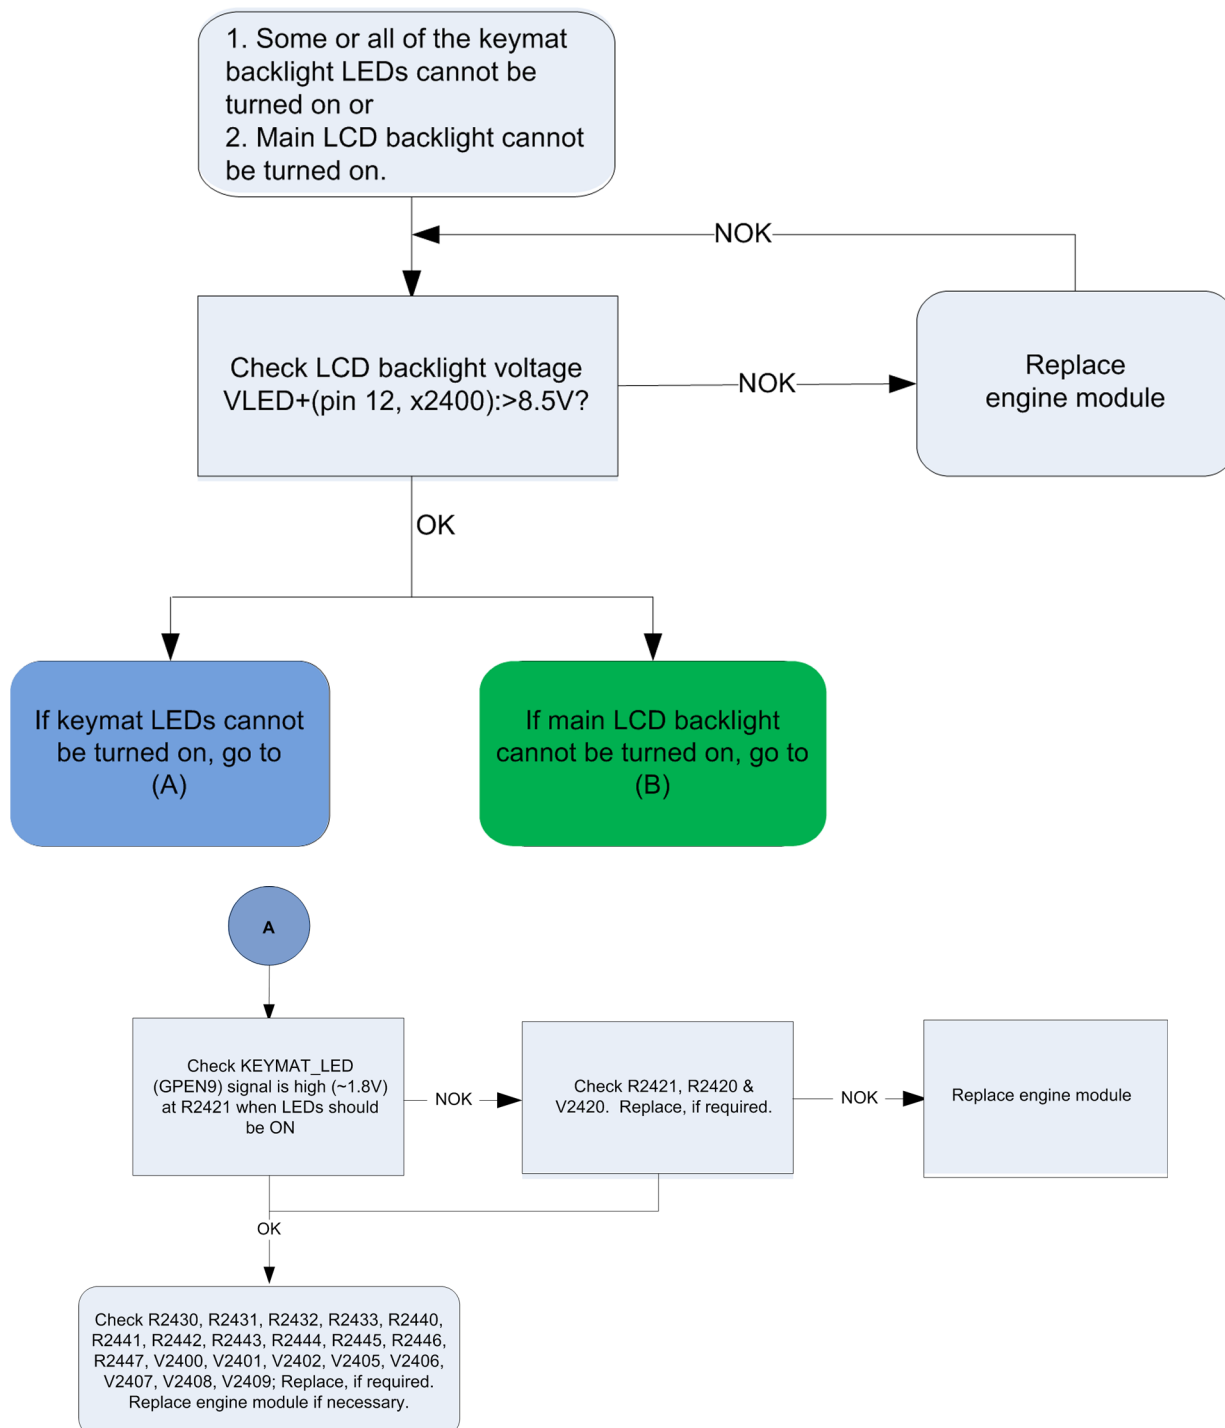 1. Some or all of the keymat
backlight LEDs cannot be
turned on or
2. Main LCD backlight cannot
be turned on.
NOK
Check LCD backlight voltage
VLED+(pin 12, x2400):>8.5V?
NOK
Replace
engine module
OK
If keymat LEDs cannot
be turned on, go to
(A)
If main LCD backlight
cannot be turned on, go to
(B)
A
Check KEYMAT_LED
(GPEN9) signal is high (~1.8V)
at R2421 when LEDs should
be ON
NOK
Check R2421, R2420 &
V2420.  Replace, if required.
NOK
Replace engine module
OK
Check R2430, R2431, R2432, R2433, R2440,
R2441, R2442, R2443, R2444, R2445, R2446,
R2447, V2400, V2401, V2402, V2405, V2406,
V2407, V2408, V2409; Replace, if required.
Replace engine module if necessary.